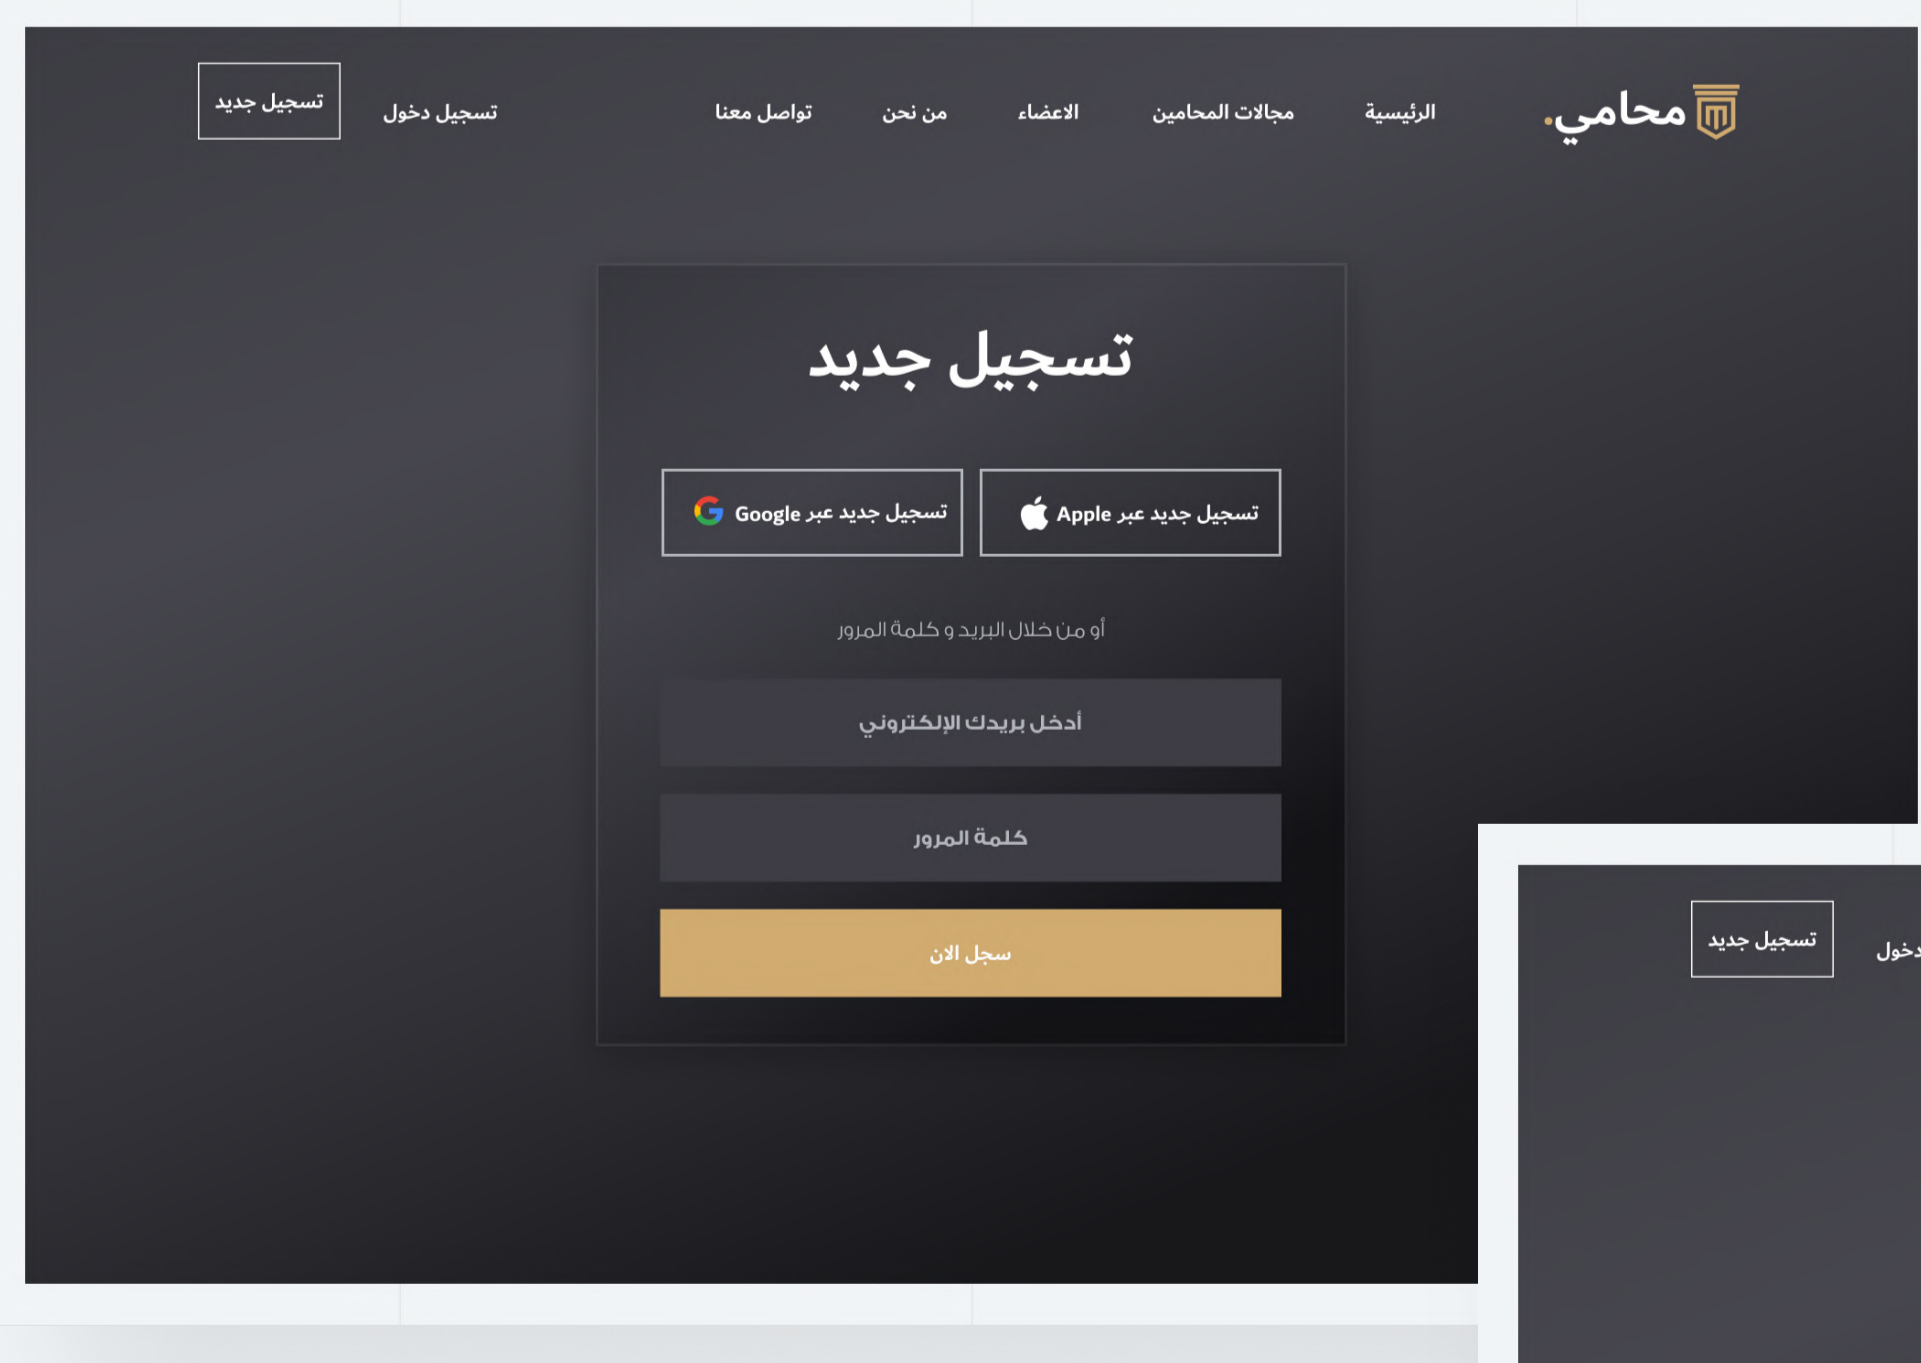 محامي.
الرئيسية
مجالات المحامين
الاعضاء
من نحن
تواصل معنا
تسجيل دخول
تسجيل جديد
تسجيل جديد
تسجيل جديد عبر Apple
تسجيل جديد عبر Google
أو من خلال البريد و كلمة المرور
أدخل بريدك الإلكتروني
كلمة المرور
سجل الان
دخول
تسجيل جديد